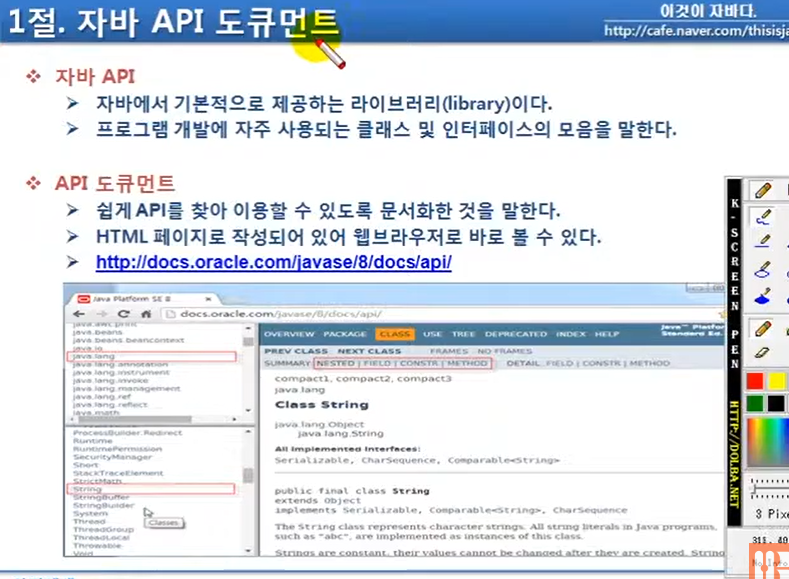 1절. 자바 API 도큐먼트
이것이 자바다.
http://cafe.naver.com/thisisja
❖ 자바 API
➢ 자바에서 기본적으로 제공하는 라이브러리(library)이다.
➢ 프로그램 개발에 자주 사용되는 클래스 및 인터페이스의 모음을 말한다.
❖ API 도큐먼트
➢ 쉽게 API를 찾아 이용할 수 있도록 문서화한 것을 말한다.
➢ HTML 페이지로 작성되어 있어 웹브라우저로 바로 볼 수 있다.
➢ http://docs.oracle.com/javase/8/docs/api/
Java Platform SE 8
docs.oracle.com/javase/8/docs/api/
java.awt.print
java.beans
java.beans.beancontext
java.io
java.lang
java.lang.annotation
java.lang.instrument
java.lang.invoke
java.lang.management
java.lang.ref
java.lang.reflect
java.math
ProcessBuilder.Redirect
Runtime
RuntimePermission
SecurityManager
Short
StackTraceElement
StrictMath
String
StringBuffer
StringBuilder
System
Thread
ThreadGroup
ThreadLocal
Throwable
Void
Classes
OVERVIEW PACKAGE CLASS USE TREE DEPRECATED INDEX HELP
Java™ Platfor
Standard Ed.
PREV CLASS NEXT CLASS FRAMES NO FRAMES
SUMMARY: NESTED | FIELD | CONSTR | METHOD DETAIL: FIELD | CONSTR | METHOD
compact1, compact2, compact3
java.lang
Class String
java.lang.Object
java.lang.String
All Implemented Interfaces:
Serializable, CharSequence, Comparable<String>
public final class String
extends Object
implements Serializable, Comparable<String>, CharSequence
The String class represents character strings. All string literals in Java programs,
such as "abc", are implemented as instances of this class.
Strings are constant; their values cannot be changed after they are created. String
K-SCREEN PEN
HTTP://DOLBA.NET
3 Pixe
311, 40
No Info